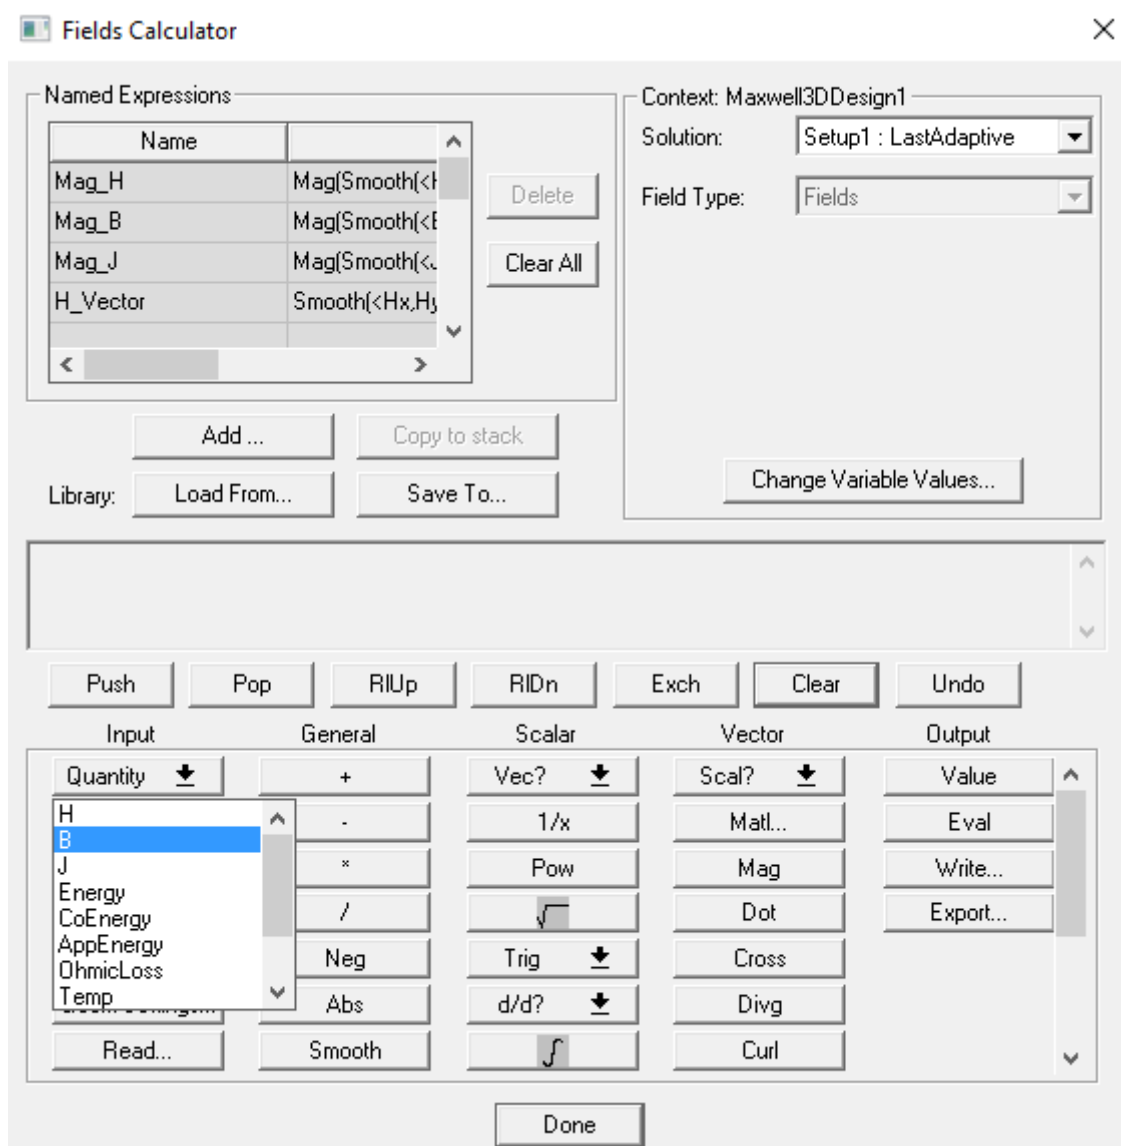 Fields Calculator
Named Expressions
Name
Mag_H Mag(Smooth(<H
Mag_B Mag(Smooth(<B
Mag_J Mag(Smooth(<J
H_Vector Smooth(<Hx,Hy
Delete
Clear All
Add ... Copy to stack
Library: Load From... Save To...
Context: Maxwell3DDesign1
Solution: Setup1 : LastAdaptive
Field Type: Fields
Change Variable Values...
Push Pop RlUp RlDn Exch Clear Undo
Input General Scalar Vector Output
Quantity + Vec? Scal? Value
H
B - 1/x Matl... Eval
J * Pow Mag Write...
Energy
CoEnergy / √ Dot Export...
AppEnergy
OhmicLoss Neg Trig Cross
Temp Abs d/d? Divg
Read... Smooth ∫ Curl
Done